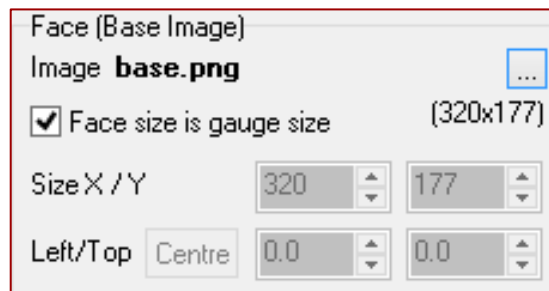 Face (Base Image)
Image base.png ...
Face size is gauge size (320x177)
Size X / Y 320 177
Left/Top Centre 0.0 0.0